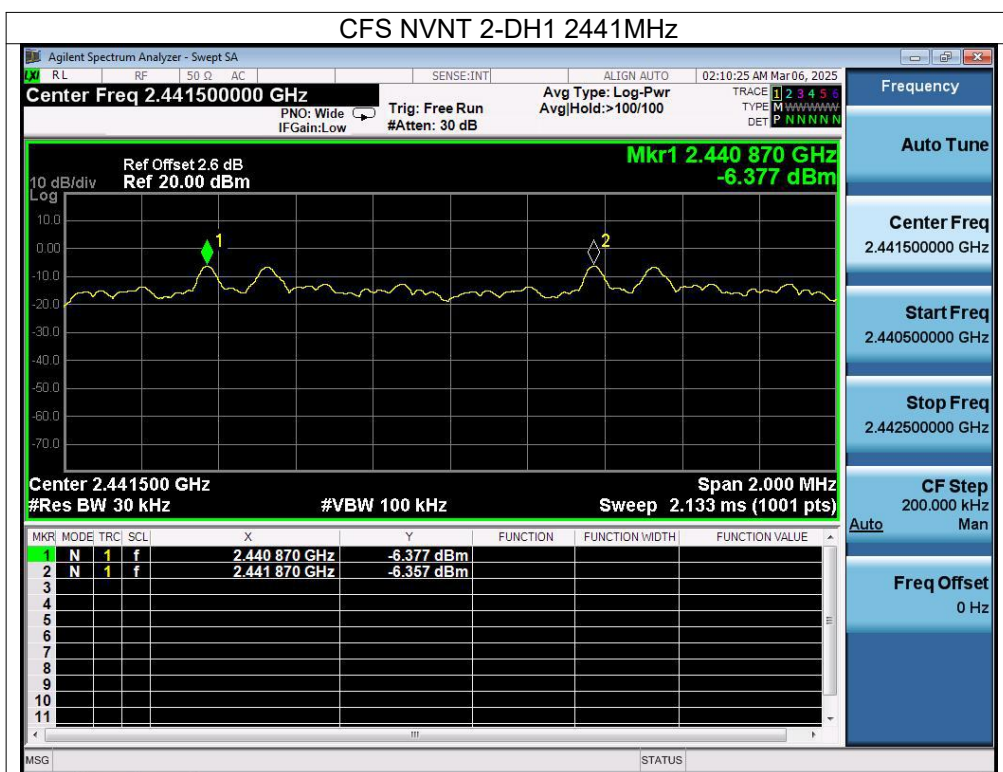 CFS NVNT 2-DH1 2441MHz
Agilent Spectrum Analyzer - Swept SA
LXI RL RF 50 Ω AC SENSE:INT ALIGN AUTO 02:10:25 AM Mar 06, 2025
Center Freq 2.441500000 GHz
PNO: Wide
IFGain:Low
Trig: Free Run
#Atten: 30 dB
Avg Type: Log-Pwr
Avg|Hold:>100/100
TRACE 1 2 3 4 5 6
TYPE M WWWWW
DET P N N N N N
Ref Offset 2.6 dB
10 dB/div Ref 20.00 dBm
Log
Mkr1 2.440 870 GHz
-6.377 dBm
10.0
0.00
-10.0
-20.0
-30.0
-40.0
-50.0
-60.0
-70.0
1
2
Center 2.441500 GHz Span 2.000 MHz
#Res BW 30 kHz #VBW 100 kHz Sweep 2.133 ms (1001 pts)
MKR MODE TRC SCL X Y FUNCTION FUNCTION WIDTH FUNCTION VALUE
1 N 1 f 2.440 870 GHz -6.377 dBm
2 N 1 f 2.441 870 GHz -6.357 dBm
3
4
5
6
7
8
9
10
11
MSG STATUS
Frequency
Auto Tune
Center Freq
2.441500000 GHz
Start Freq
2.440500000 GHz
Stop Freq
2.442500000 GHz
CF Step
200.000 kHz
Auto Man
Freq Offset
0 Hz